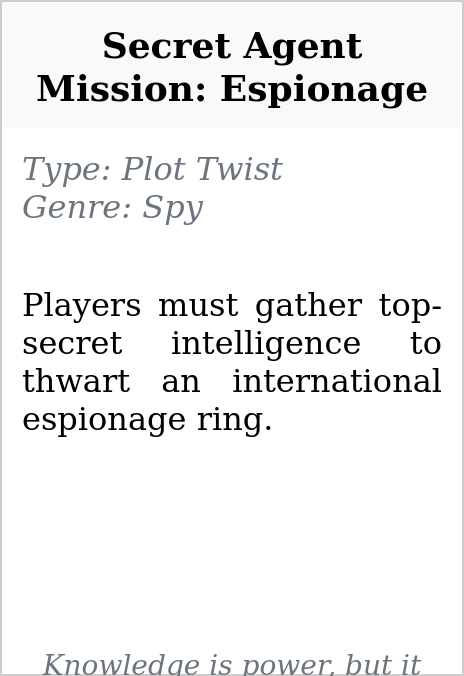 Secret Agent
Mission: Espionage
Type: Plot Twist
Genre: Spy
Players must gather top-
secret intelligence to
thwart an international
espionage ring.
Knowledge is power, but it